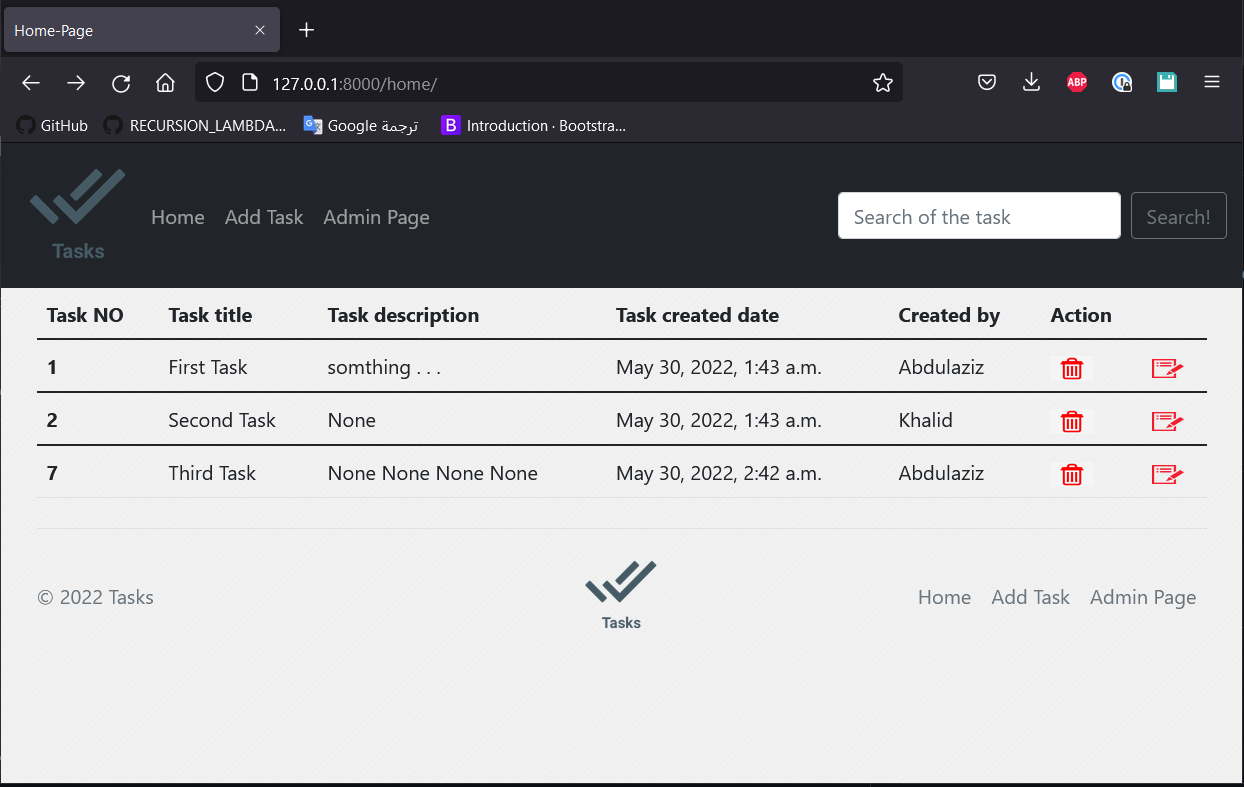 Home-Page
127.0.0.1:8000/home/
ABP
GitHub RECURSION_LAMBDA... Google ترجمة B Introduction · Bootstra...
Tasks
Home Add Task Admin Page
Search of the task Search!
Task NO Task title Task description Task created date Created by Action
1 First Task somthing . . . May 30, 2022, 1:43 a.m. Abdulaziz
2 Second Task None May 30, 2022, 1:43 a.m. Khalid
7 Third Task None None None None May 30, 2022, 2:42 a.m. Abdulaziz
© 2022 Tasks
Tasks
Home Add Task Admin Page